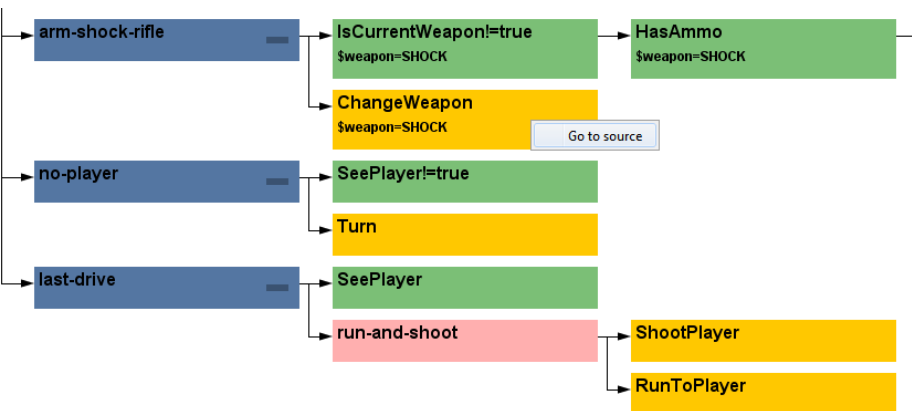 arm-shock-rifle
IsCurrentWeapon!=true
$weapon=SHOCK
HasAmmo
$weapon=SHOCK
ChangeWeapon
$weapon=SHOCK
Go to source
no-player
SeePlayer!=true
Turn
last-drive
SeePlayer
run-and-shoot
ShootPlayer
RunToPlayer